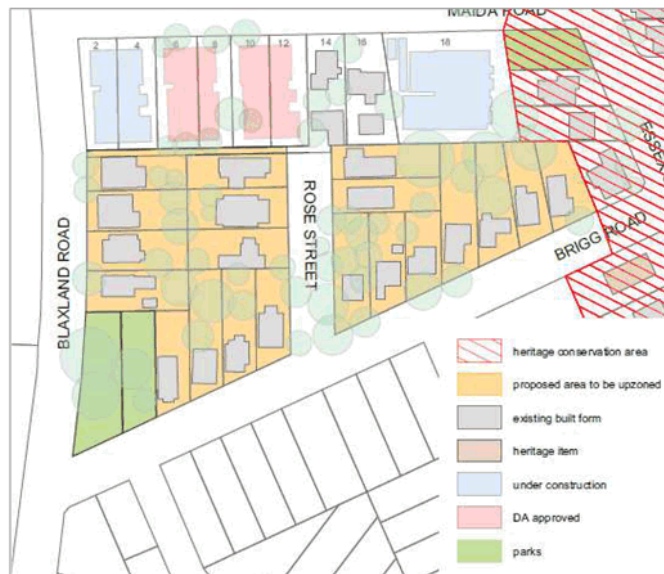 MAIDA ROAD
2 4 6 8 10 12 14 16 18
ESSEX
BLAXLAND ROAD
ROSE STREET
BRIGG ROAD
heritage conservation area
proposed area to be upzoned
existing built form
heritage item
under construction
DA approved
parks